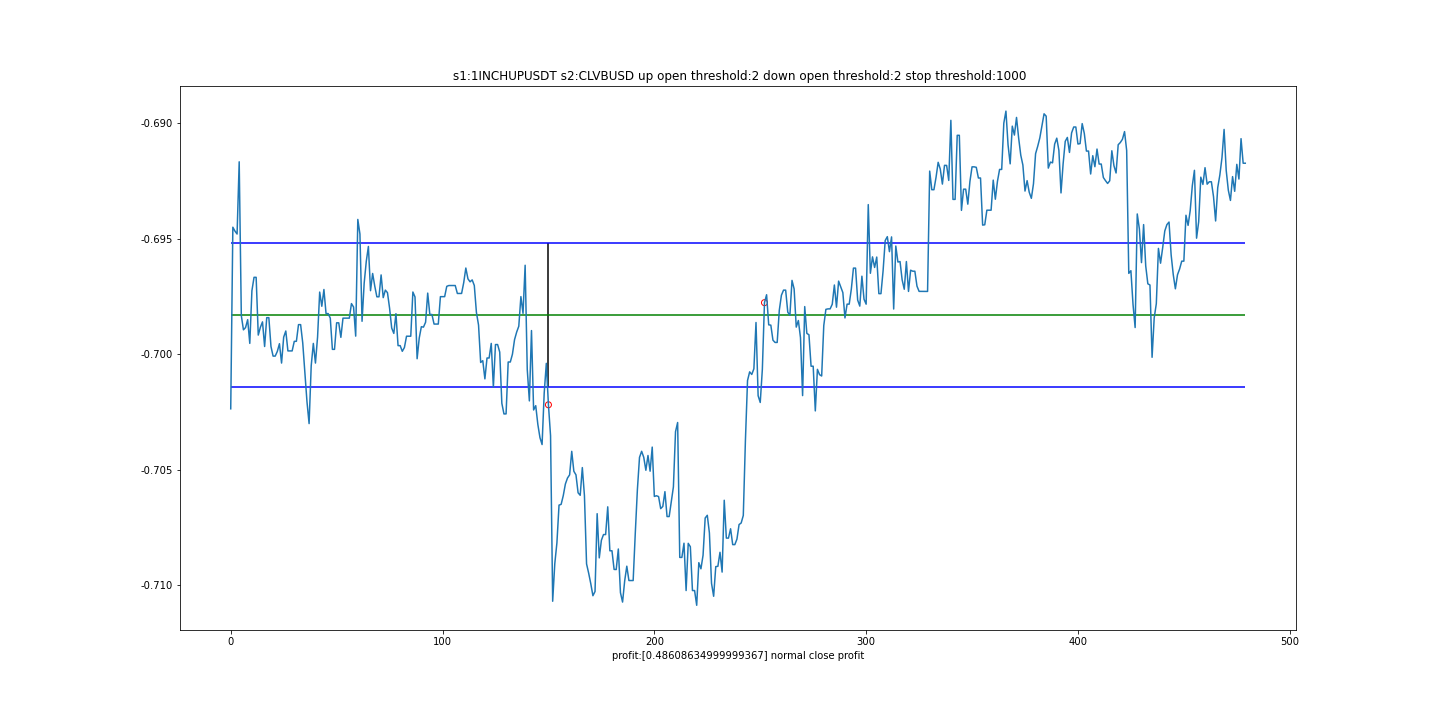 s1:1INCHUPUSDT s2:CLVBUSD up open threshold:2 down open threshold:2 stop threshold:1000
-0.690
-0.695
-0.700
-0.705
-0.710
0 100 200 300 400 500
profit:[0.48608634999999367] normal close profit